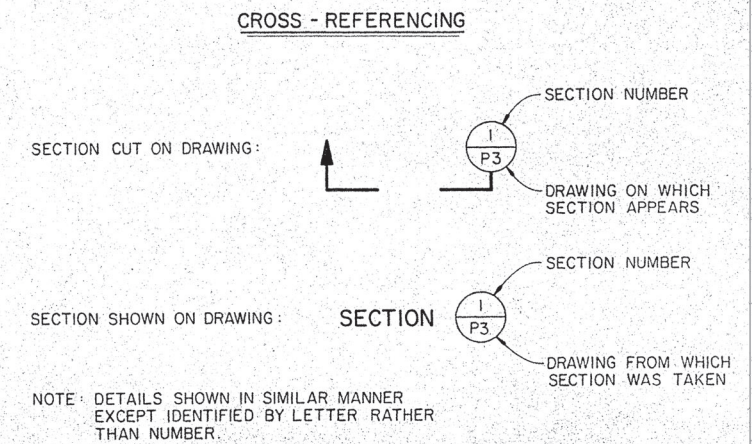 CROSS - REFERENCING
SECTION NUMBER
SECTION CUT ON DRAWING:
1
P3
DRAWING ON WHICH
SECTION APPEARS
SECTION NUMBER
SECTION SHOWN ON DRAWING:
SECTION
1
P3
DRAWING FROM WHICH
SECTION WAS TAKEN
NOTE: DETAILS SHOWN IN SIMILAR MANNER
EXCEPT IDENTIFIED BY LETTER RATHER
THAN NUMBER.